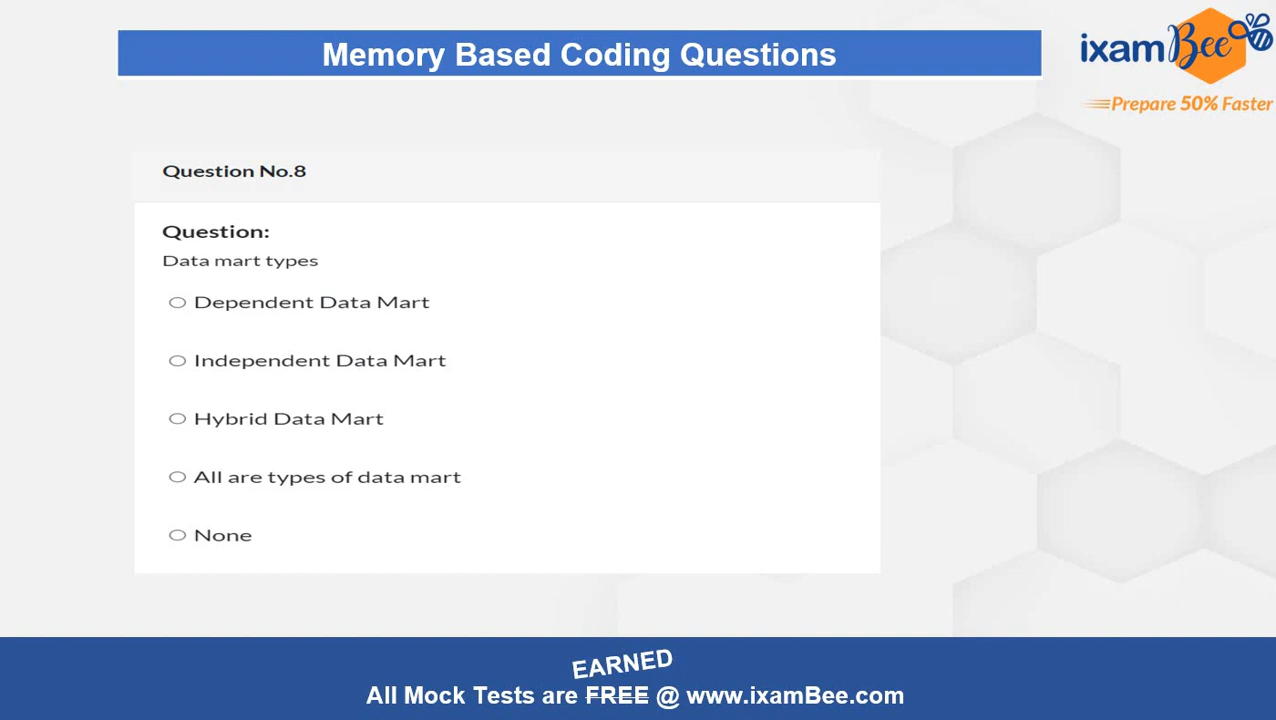 Memory Based Coding Questions
ixamBee
Prepare 50% Faster
Question No.8
Question:
Data mart types
Dependent Data Mart
Independent Data Mart
Hybrid Data Mart
All are types of data mart
None
EARNED
All Mock Tests are FREE @ www.ixamBee.com